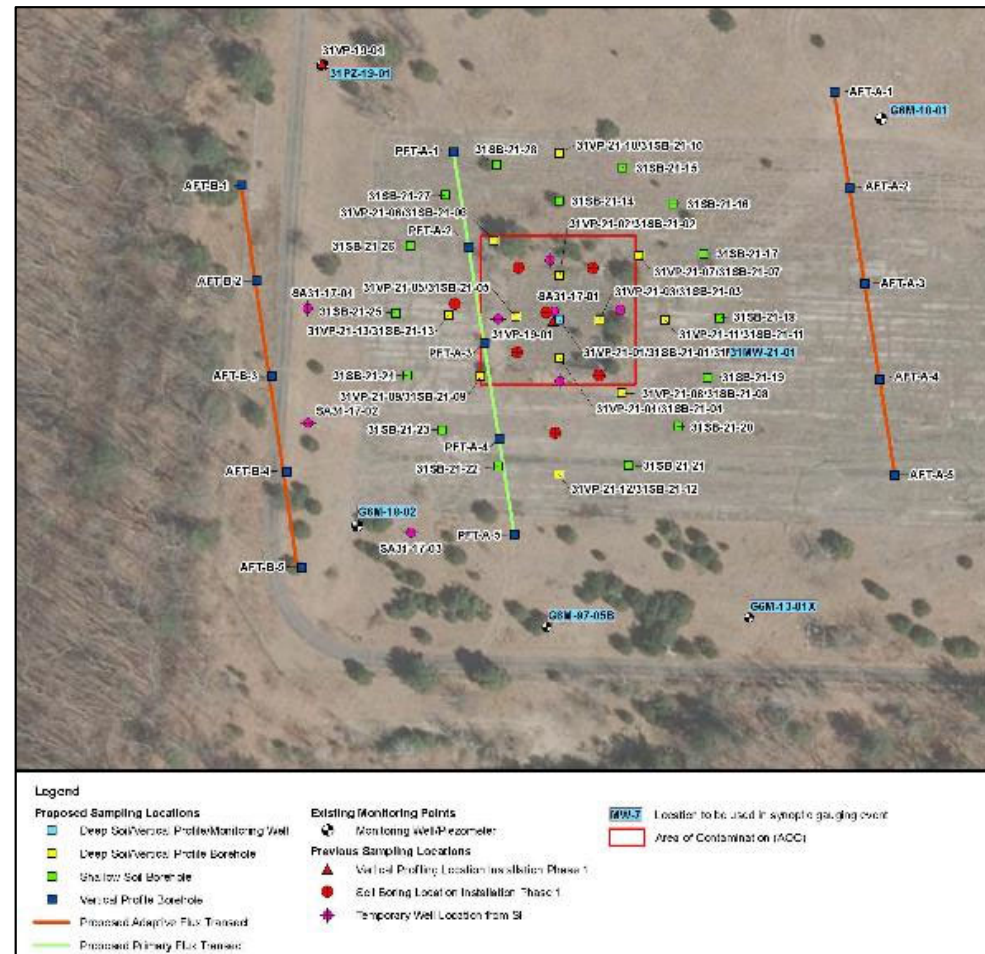 31VP-19-01
31PZ-19-01
AFT-A-1
G6M-18-01
PFT-A-1
31SB-21-28
31VP-21-10/31SB-21-10
31SB-21-15
AFT-B-1
31SB-21-27
31SB-21-14
31SB-21-16
AFT-A-2
31VP-21-06/31SB-21-06
31VP-21-02/31SB-21-02
PFT-A-2
31SB-21-26
31SB-21-17
31VP-21-07/31SB-21-07
AFT-B-2
31VP-21-05/31SB-21-05
AFT-A-3
SA31-17-04
SA31-17-01
31VP-21-03/31SB-21-03
31SB-21-25
31SB-21-18
31VP-21-13/31SB-21-13
31VP-19-01
31VP-21-11/31SB-21-11
PFT-A-3
31VP-21-01/31SB-21-01/
31MW-21-01
AFT-B-3
31SB-21-24
31SB-21-19
AFT-A-4
31VP-21-09/31SB-21-09
31VP-21-08/31SB-21-08
SA31-17-02
31VP-21-04/31SB-21-04
31SB-21-23
31SB-21-20
PFT-A-4
AFT-B-4
31SB-21-22
31SB-21-21
AFT-A-5
31VP-21-12/31SB-21-12
G6M-18-02
SA31-17-03
PFT-A-5
AFT-B-5
G6M-97-05B
G6M-13-01X
Legend
Proposed Sampling Locations
Deep Soil/Vertical Profile/Monitoring Well
Deep Soil/Vertical Profile Borehole
Shallow Soil Borehole
Vertical Profile Borehole
Proposed Adaptive Flux Transect
Proposed Primary Flux Transect
Existing Monitoring Points
Monitoring Well/Piezometer
Previous Sampling Locations
Vertical Profiling Location Installation Phase 1
Soil Boring Location Installation Phase 1
Temporary Well Location from SI
MW-7 Location to be used in synoptic gauging event
Area of Contamination (AOC)